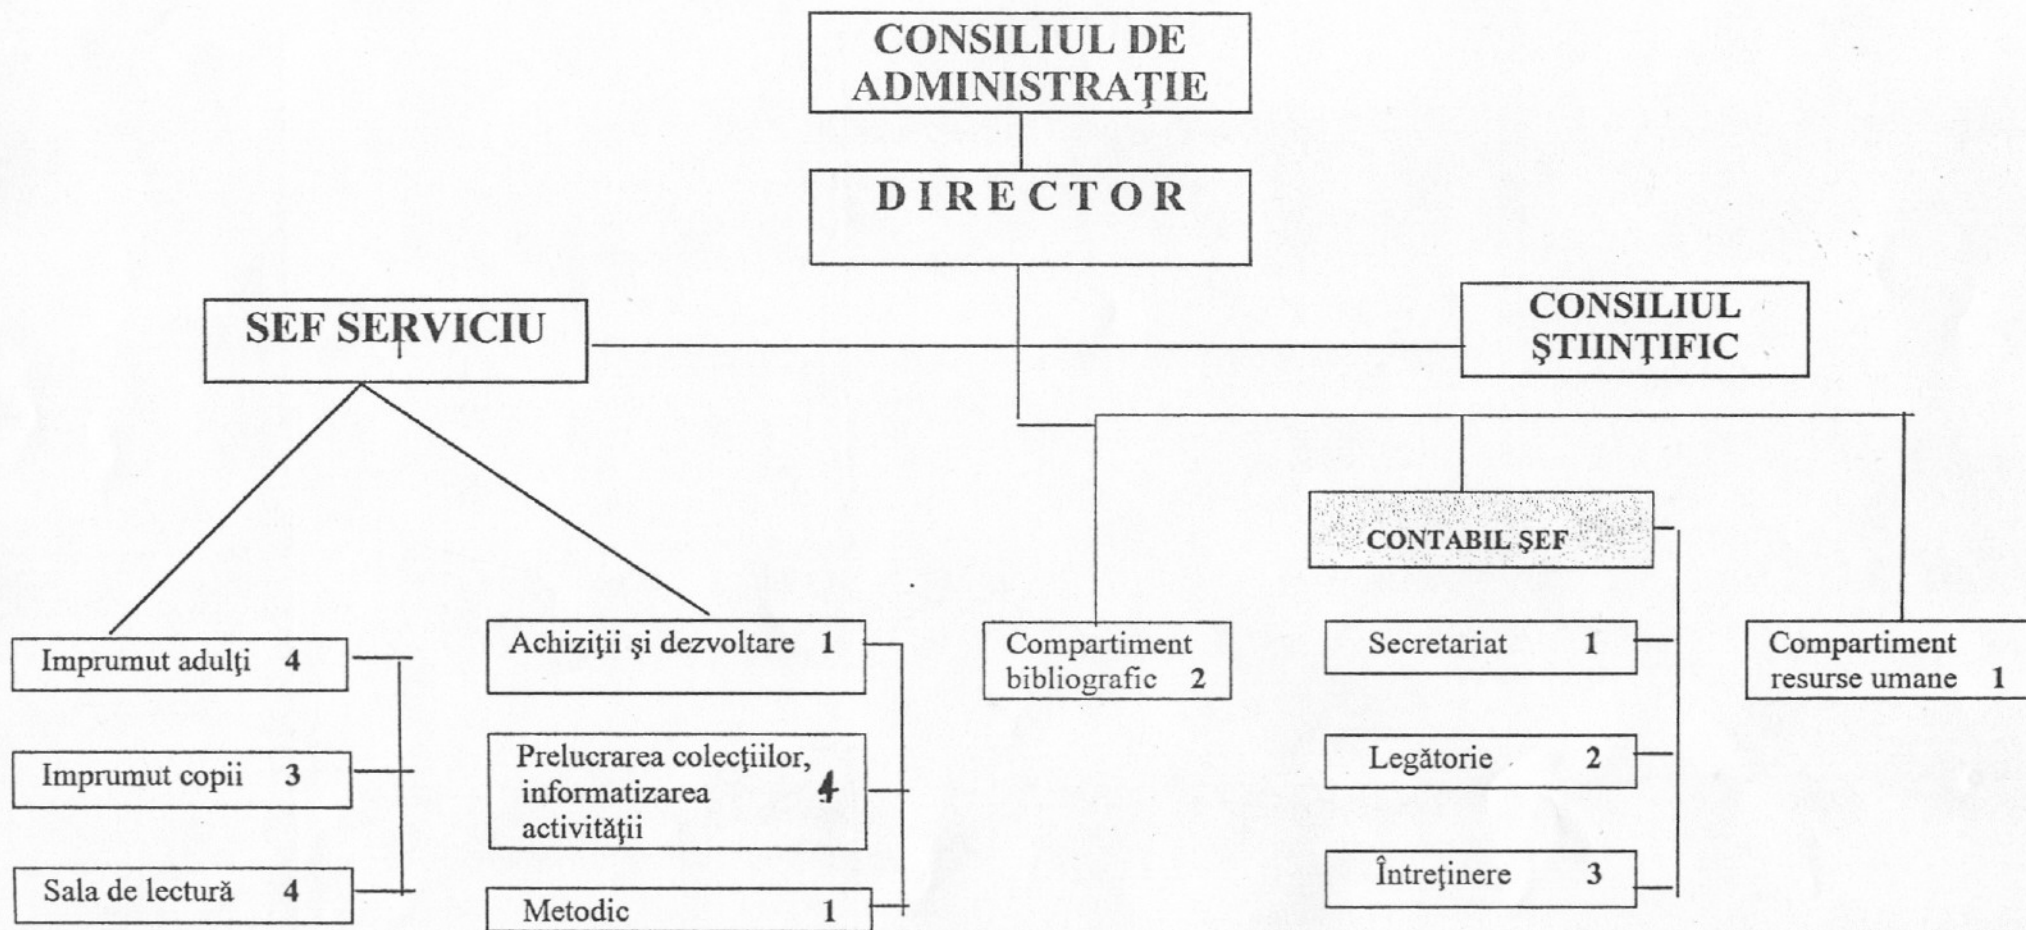 CONSILIUL DE
ADMINISTRAŢIE
D I R E C T O R
SEF SERVICIU
CONSILIUL
ŞTIINŢIFIC
CONTABIL ŞEF
Imprumut adulţi 4
Imprumut copii 3
Sala de lectură 4
Achiziţii şi dezvoltare 1
Prelucrarea colecţiilor,
informatizarea 4
activităţii
Metodic 1
Compartiment
bibliografic 2
Secretariat 1
Legătorie 2
Întreţinere 3
Compartiment
resurse umane 1